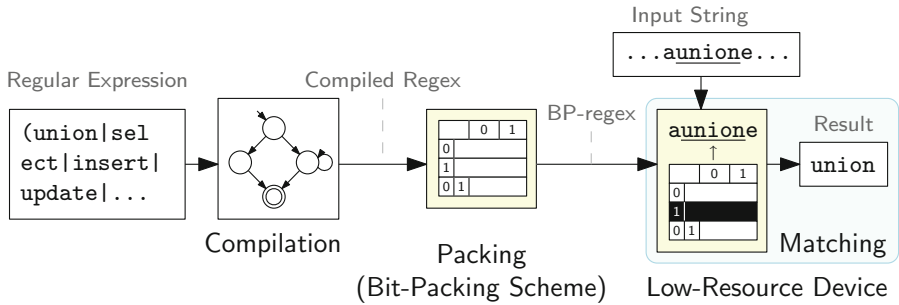 Input String
...aunione...
Regular Expression
Compiled Regex
BP-regex
(union|sel
ect|insert|
update|...
0 1
0
1
0 1
aunione
↑
0 1
0
1
0 1
Result
union
Compilation
Packing
(Bit-Packing Scheme)
Matching
Low-Resource Device